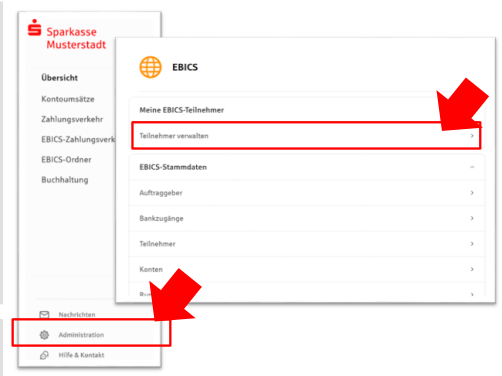 Sparkasse
Musterstadt
Übersicht
Kontoumsätze
Zahlungsverkehr
EBICS-Zahlungsverk
EBICS-Ordner
Buchhaltung
Nachrichten
Administration
Hilfe & Kontakt
EBICS
Meine EBICS-Teilnehmer
Teilnehmer verwalten
EBICS-Stammdaten
Auftraggeber
Bankzugänge
Teilnehmer
Konten